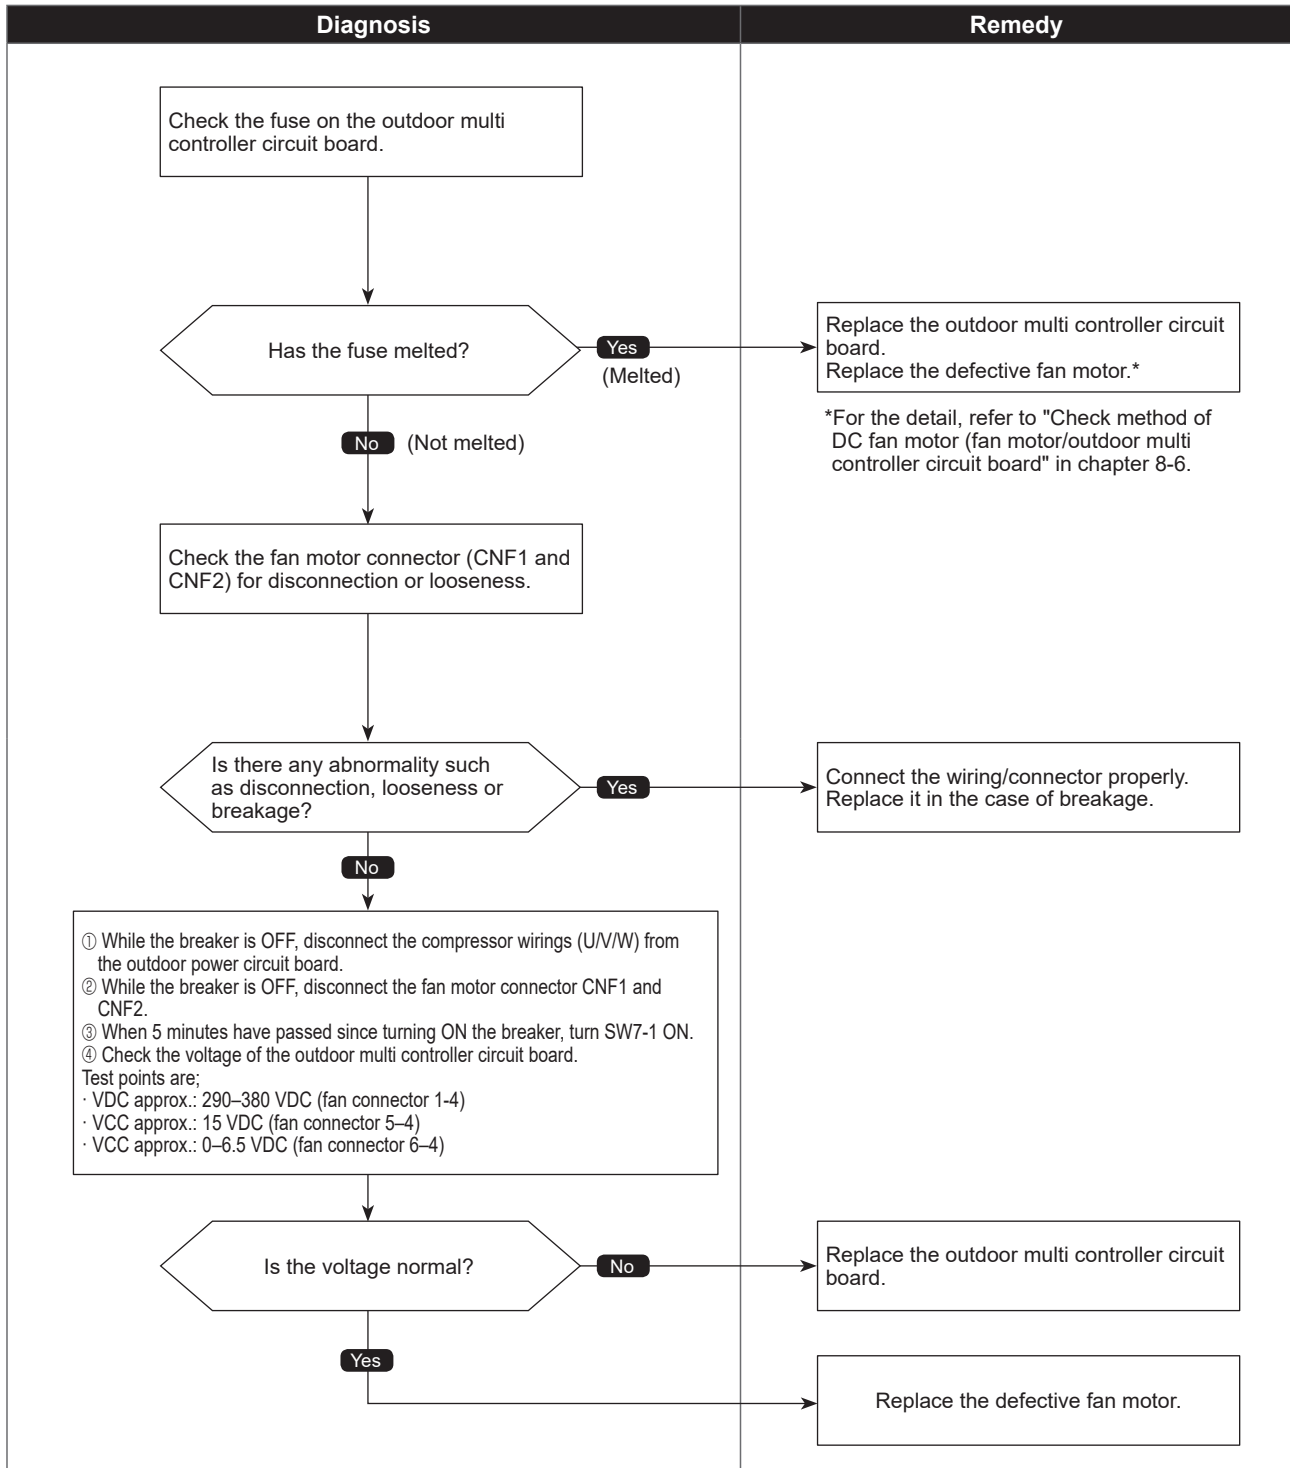 Diagnosis
Remedy
Check the fuse on the outdoor multi
controller circuit board.
Has the fuse melted?
Yes
(Melted)
Replace the outdoor multi controller circuit
board.
Replace the defective fan motor.*
*For the detail, refer to "Check method of
DC fan motor (fan motor/outdoor multi
controller circuit board" in chapter 8-6.
No (Not melted)
Check the fan motor connector (CNF1 and
CNF2) for disconnection or looseness.
Is there any abnormality such
as disconnection, looseness or
breakage?
Yes
Connect the wiring/connector properly.
Replace it in the case of breakage.
No
① While the breaker is OFF, disconnect the compressor wirings (U/V/W) from
the outdoor power circuit board.
② While the breaker is OFF, disconnect the fan motor connector CNF1 and
CNF2.
③ When 5 minutes have passed since turning ON the breaker, turn SW7-1 ON.
④ Check the voltage of the outdoor multi controller circuit board.
Test points are;
· VDC approx.: 290–380 VDC (fan connector 1-4)
· VCC approx.: 15 VDC (fan connector 5–4)
· VCC approx.: 0–6.5 VDC (fan connector 6–4)
Is the voltage normal?
No
Replace the outdoor multi controller circuit
board.
Yes
Replace the defective fan motor.